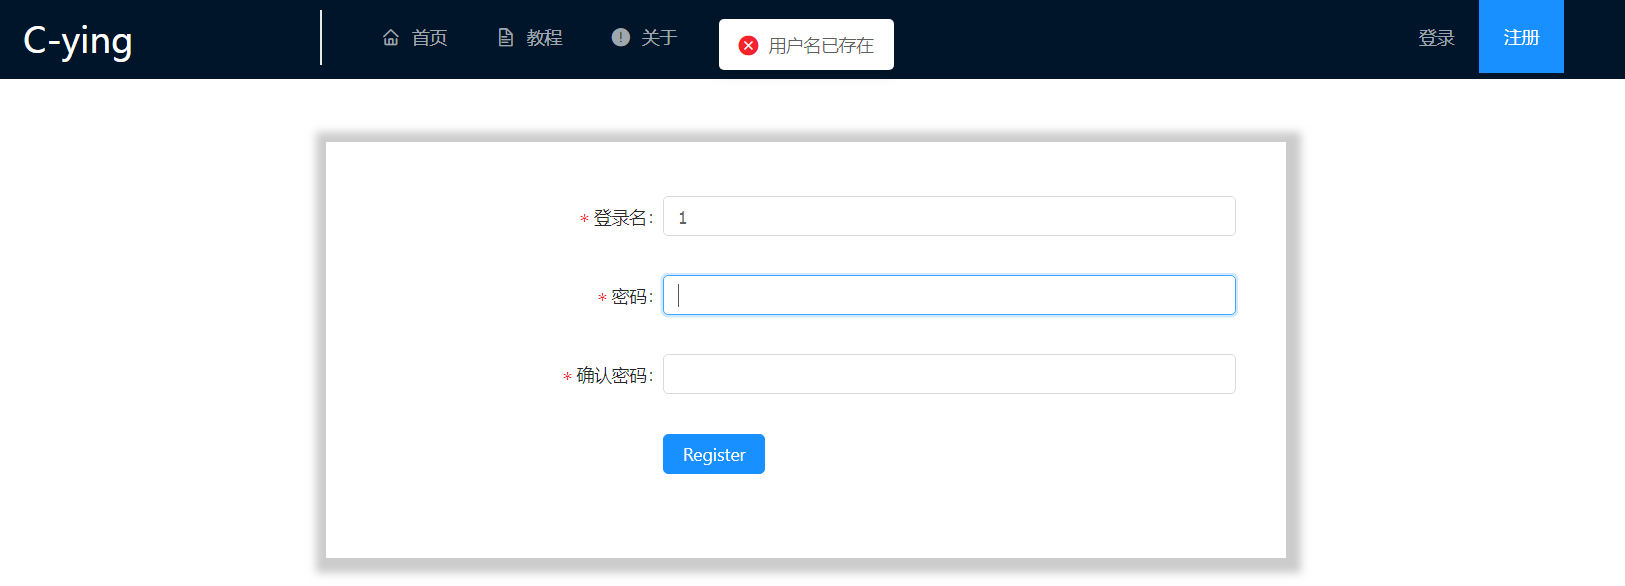 C-ying
首页
教程
关于
用户名已存在
登录
注册
* 登录名: 1
* 密码:
* 确认密码:
Register